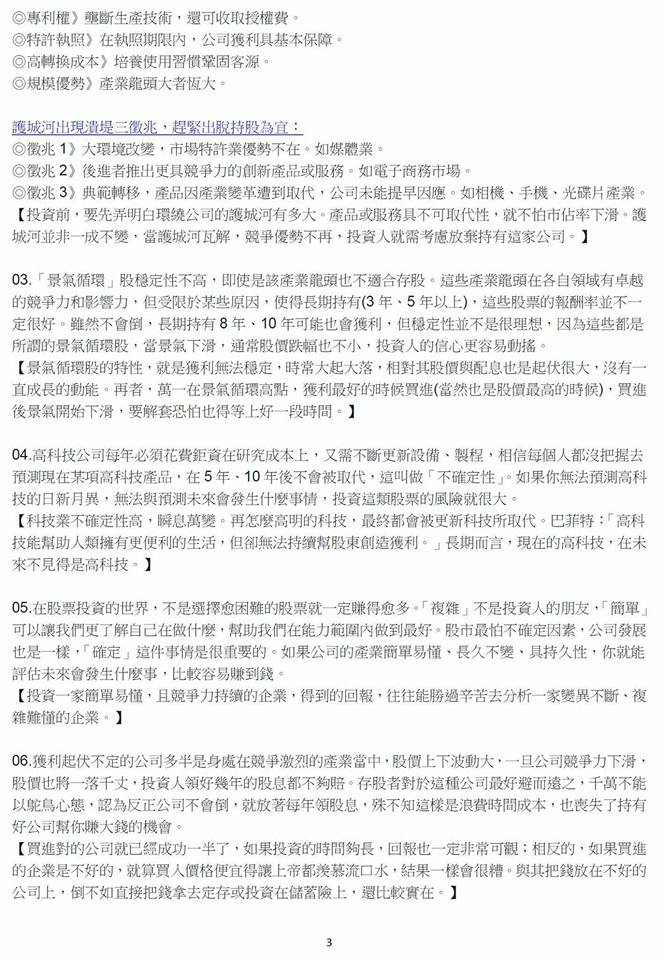 ◎專利權》壟斷生產技術，還可收取授權費。
◎特許執照》在執照期限內，公司獲利具基本保障。
◎高轉換成本》培養使用習慣鞏固客源。
◎規模優勢》產業龍頭大者恆大。
護城河出現潰堤三徵兆，趕緊出脫持股為宜：
◎徵兆 1》大環境改變，市場特許業優勢不在。如媒體業。
◎徵兆 2》後進者推出更具競爭力的創新產品或服務。如電子商務市場。
◎徵兆 3》典範轉移，產品因產業變革遭到取代，公司未能提早因應。如相機、手機、光碟片產業。
【投資前，要先弄明白環繞公司的護城河有多大。產品或服務具不可取代性，就不怕市佔率下滑。護
城河並非一成不變，當護城河瓦解，競爭優勢不再，投資人就需考慮放棄持有這家公司。】
03.「景氣循環」股穩定性不高，即使是該產業龍頭也不適合存股。這些產業龍頭在各自領域有卓越
的競爭力和影響力，但受限於某些原因，使得長期持有(3 年、5 年以上)，這些股票的報酬率並不一
定很好。雖然不會倒，長期持有 8 年、10 年可能也會獲利，但穩定性並不是很理想，因為這些都是
所謂的景氣循環股，當景氣下滑，通常股價跌幅也不小，投資人的信心更容易動搖。
【景氣循環股的特性，就是獲利無法穩定，時常大起大落，相對其股價與配息也是起伏很大，沒有一
直成長的動能。再者，萬一在景氣循環高點，獲利最好的時候買進(當然也是股價最高的時候)，買進
後景氣開始下滑，要解套恐怕也得等上好一段時間。】
04.高科技公司每年必須花費鉅資在研究成本上，又需不斷更新設備、製程，相信每個人都沒把握去
預測現在某項高科技產品，在 5 年、10 年後不會被取代，這叫做「不確定性」。如果你無法預測高科
技的日新月異，無法與預測未來會發生什麼事情，投資這類股票的風險就很大。
【科技業不確定性高，瞬息萬變。再怎麼高明的科技，最終都會被更新科技所取代。巴菲特：「高科
技能幫助人類擁有更便利的生活，但卻無法持續幫股東創造獲利。」長期而言，現在的高科技，在未
來不見得是高科技。】
05.在股票投資的世界，不是選擇愈困難的股票就一定賺得愈多。「複雜」不是投資人的朋友，「簡單」
可以讓我們更了解自己在做什麼，幫助我們在能力範圍內做到最好。股市最怕不確定因素，公司發展
也是一樣，「確定」這件事情是很重要的。如果公司的產業簡單易懂、長久不變、具持久性，你就能
評估未來會發生什麼事，比較容易賺到錢。
【投資一家簡單易懂，且競爭力持續的企業，得到的回報，往往能勝過辛苦去分析一家變異不斷、複
雜難懂的企業。】
06.獲利起伏不定的公司多半是身處在競爭激烈的產業當中，股價上下波動大，一旦公司競爭力下滑，
股價也將一落千丈，投資人領好幾年的股息都不夠賠。存股者對於這種公司最好避而遠之，千萬不能
以鴕鳥心態，認為反正公司不會倒，就放著每年領股息，殊不知這樣是浪費時間成本，也喪失了持有
好公司幫你賺大錢的機會。
【買進對的公司就已經成功一半了，如果投資的時間夠長，回報也一定非常可觀；相反的，如果買進
的企業是不好的，就算買入價格便宜得讓上帝都羨慕流口水，結果一樣會很糟。與其把錢放在不好的
公司上，倒不如直接把錢拿去定存或投資在儲蓄險上，還比較實在。】
3